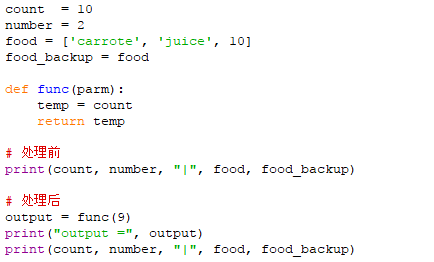 count  = 10
number = 2
food = ['carrote', 'juice', 10]
food_backup = food
def func(parm):
    temp = count
    return temp
# 处理前
print(count, number, "|", food, food_backup)
# 处理后
output = func(9)
print("output =", output)
print(count, number, "|", food, food_backup)